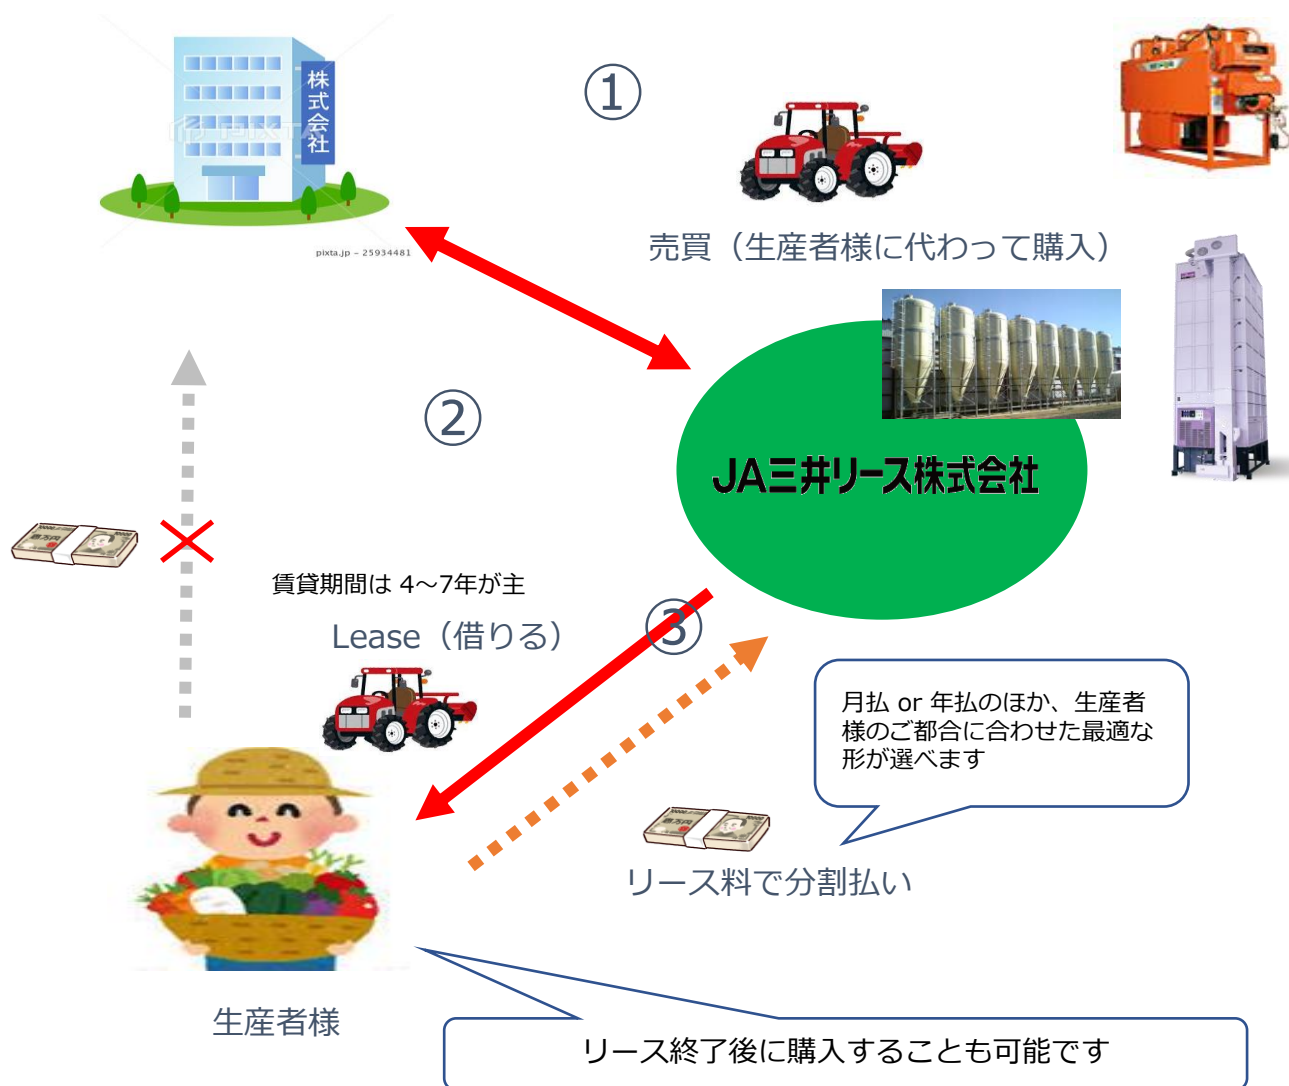 ①
株式会社
pixta.jp – 25934481
売買（生産者様に代わって購入）
②
JA三井リース株式会社
賃貸期間は 4～7年が主
Lease（借りる）
③
月払 or 年払のほか、生産者
様のご都合に合わせた最適な
形が選べます
リース料で分割払い
生産者様
リース終了後に購入することも可能です